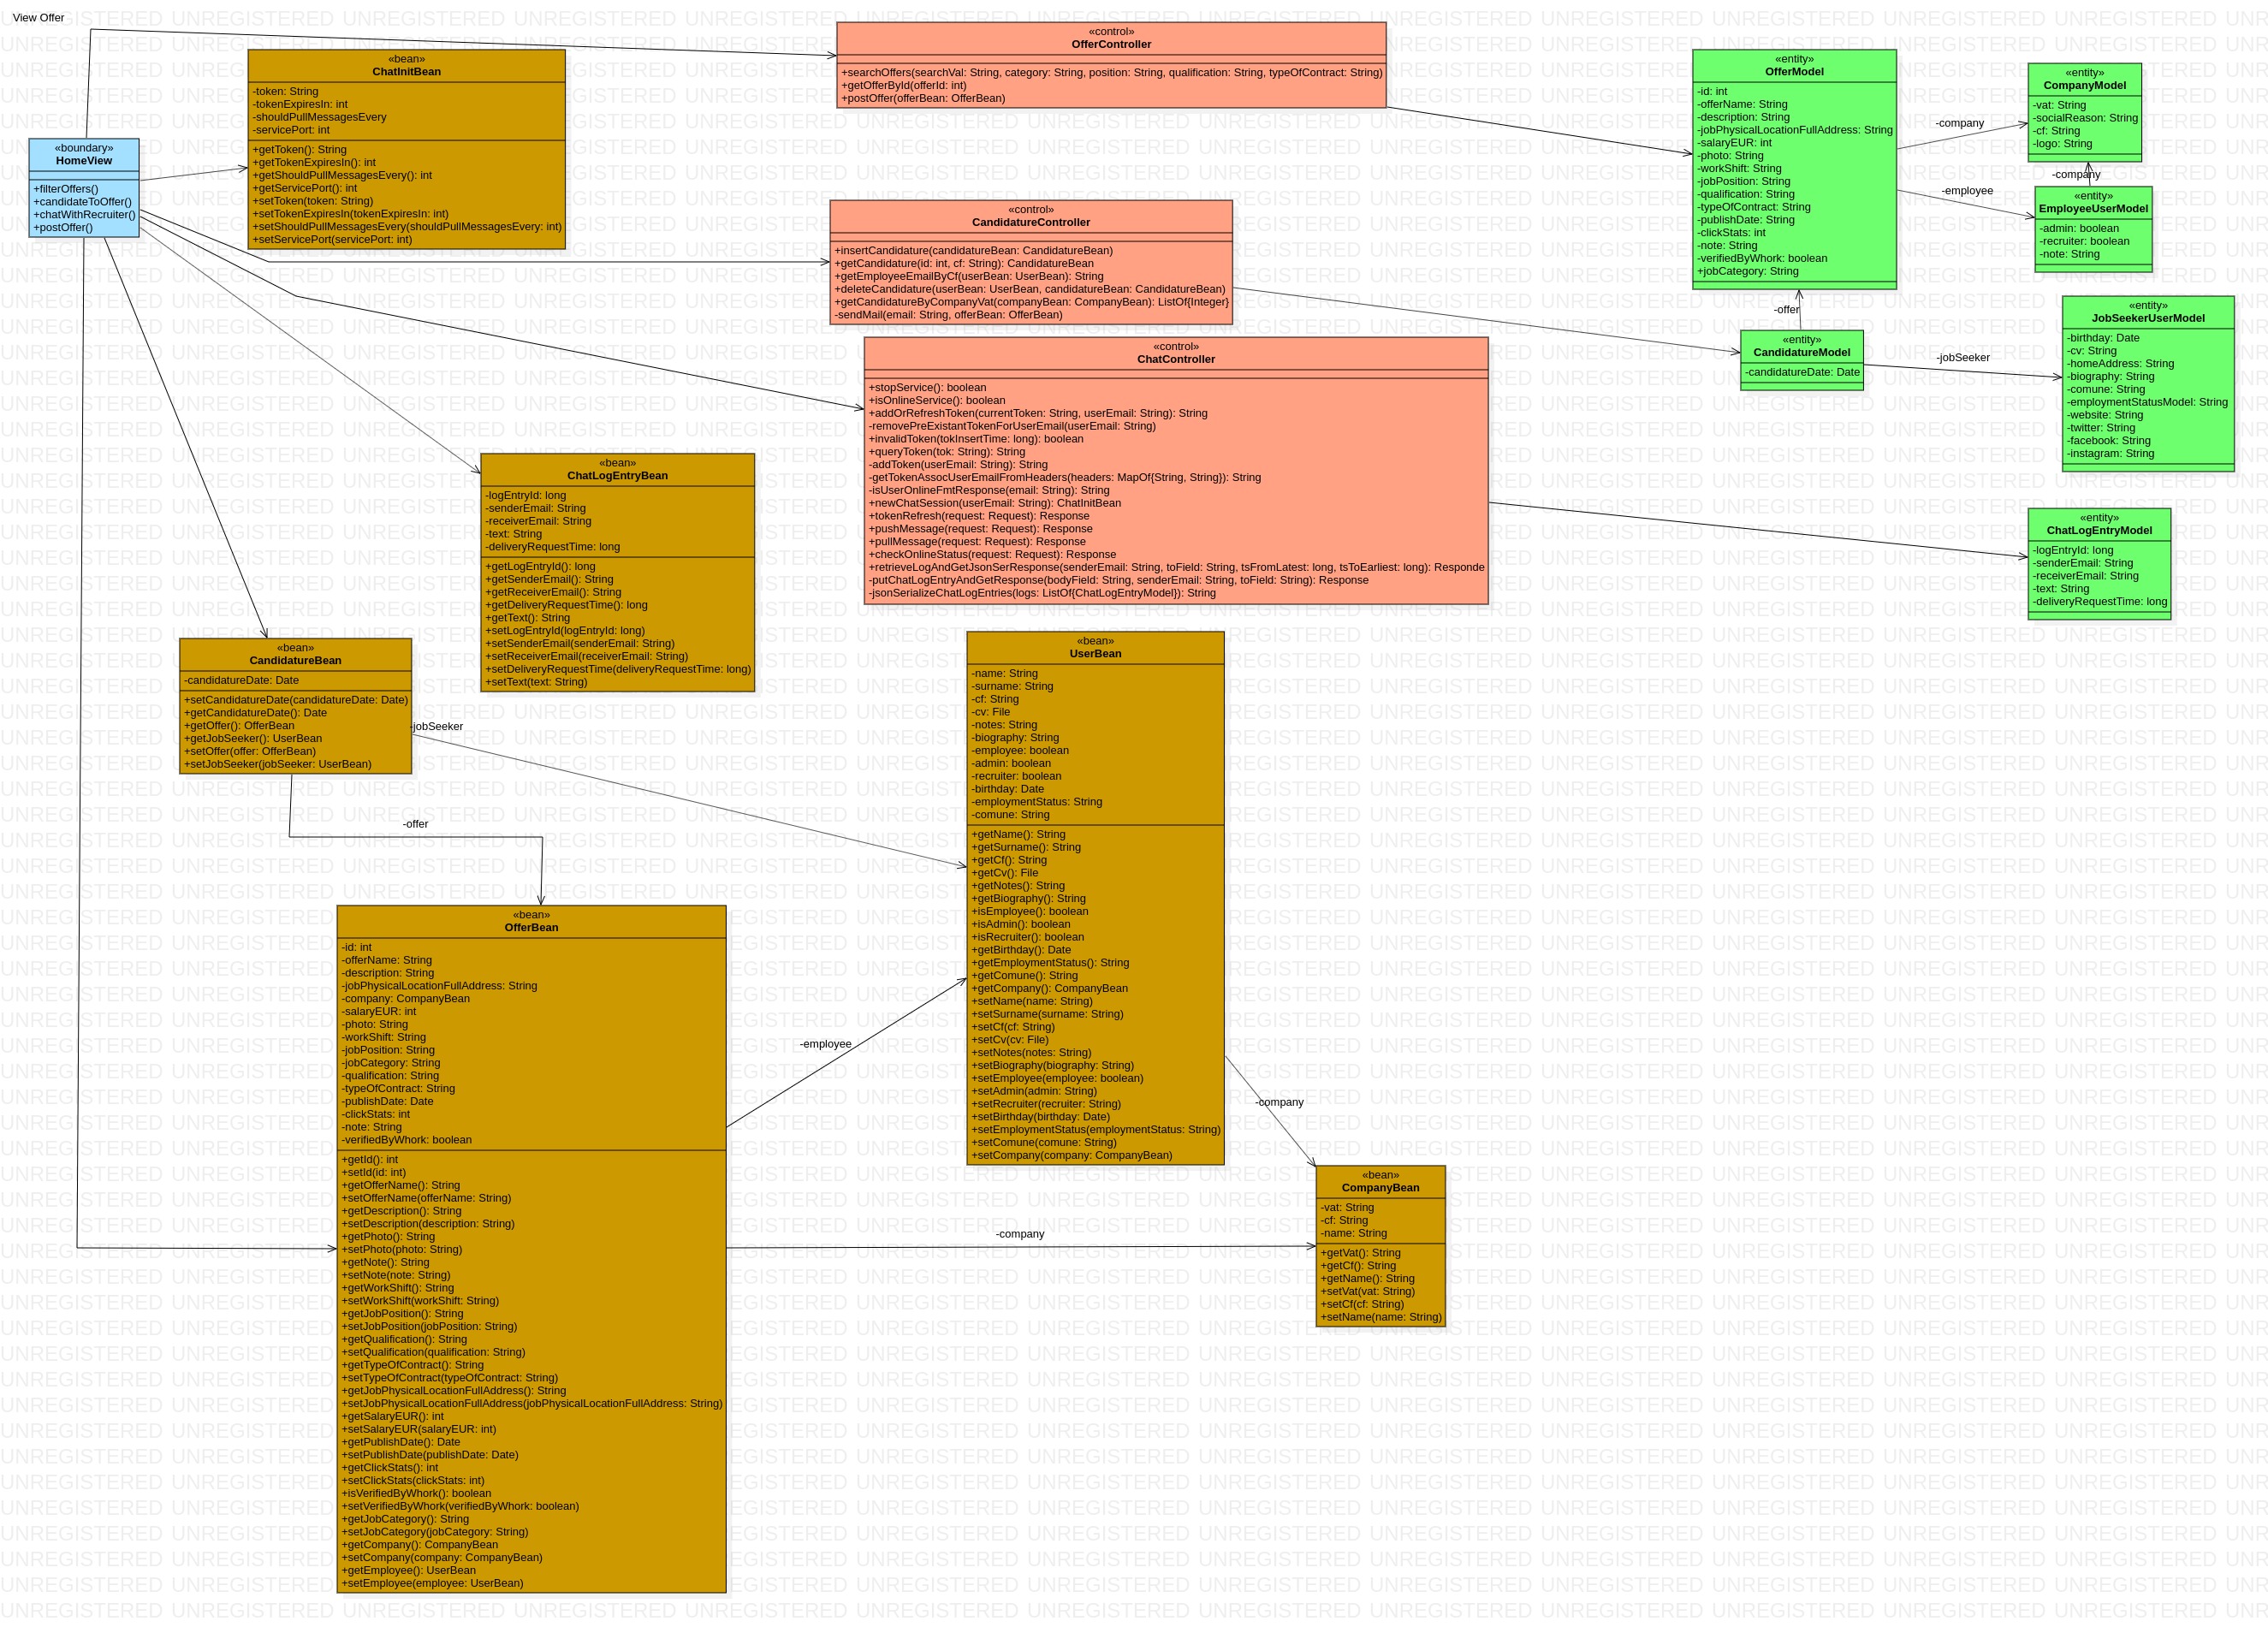 View Offer
«boundary»
HomeView
+filterOffers()
+candidateToOffer()
+chatWithRecruiter()
+postOffer()
«bean»
ChatInitBean
-token: String
-tokenExpiresIn: int
-shouldPullMessagesEvery
-servicePort: int
+getToken(): String
+getTokenExpiresIn(): int
+getShouldPullMessagesEvery(): int
+getServicePort(): int
+setToken(token: String)
+setTokenExpiresIn(tokenExpiresIn: int)
+setShouldPullMessagesEvery(shouldPullMessagesEvery: int)
+setServicePort(servicePort: int)
«control»
OfferController
+searchOffers(searchVal: String, category: String, position: String, qualification: String, typeOfContract: String)
+getOfferById(offerId: int)
+postOffer(offerBean: OfferBean)
«control»
CandidatureController
+insertCandidature(candidatureBean: CandidatureBean)
+getCandidature(id: int, cf: String): CandidatureBean
+getEmployeeEmailByCf(userBean: UserBean): String
+deleteCandidature(userBean: UserBean, candidatureBean: CandidatureBean)
+getCandidatureByCompanyVat(companyBean: CompanyBean): ListOf{Integer}
-sendMail(email: String, offerBean: OfferBean)
«control»
ChatController
+stopService(): boolean
+isOnlineService(): boolean
+addOrRefreshToken(currentToken: String, userEmail: String): String
-removePreExistantTokenForUserEmail(userEmail: String)
+invalidToken(tokInsertTime: long): boolean
+queryToken(tok: String): String
-addToken(userEmail: String): String
-getTokenAssocUserEmailFromHeaders(headers: MapOf{String, String}): String
-isUserOnlineFmtResponse(email: String): String
+newChatSession(userEmail: String): ChatInitBean
+tokenRefresh(request: Request): Response
+pushMessage(request: Request): Response
+pullMessage(request: Request): Response
+checkOnlineStatus(request: Request): Response
+retrieveLogAndGetJsonSerResponse(senderEmail: String, toField: String, tsFromLatest: long, tsToEarliest: long): Responde
-putChatLogEntryAndGetResponse(bodyField: String, senderEmail: String, toField: String): Response
-jsonSerializeChatLogEntries(logs: ListOf{ChatLogEntryModel}): String
«entity»
OfferModel
-id: int
-offerName: String
-description: String
-jobPhysicalLocationFullAddress: String
-salaryEUR: int
-photo: String
-workShift: String
-jobPosition: String
-qualification: String
-typeOfContract: String
-publishDate: String
-clickStats: int
-note: String
-verifiedByWhork: boolean
+jobCategory: String
-company
-employee
«entity»
CompanyModel
-vat: String
-socialReason: String
-cf: String
-logo: String
-company
«entity»
EmployeeUserModel
-admin: boolean
-recruiter: boolean
-note: String
-offer
«entity»
CandidatureModel
-candidatureDate: Date
-jobSeeker
«entity»
JobSeekerUserModel
-birthday: Date
-cv: String
-homeAddress: String
-biography: String
-comune: String
-employmentStatusModel: String
-website: String
-twitter: String
-facebook: String
-instagram: String
«entity»
ChatLogEntryModel
-logEntryId: long
-senderEmail: String
-receiverEmail: String
-text: String
-deliveryRequestTime: long
«bean»
ChatLogEntryBean
-logEntryId: long
-senderEmail: String
-receiverEmail: String
-text: String
-deliveryRequestTime: long
+getLogEntryId(): long
+getSenderEmail(): String
+getReceiverEmail(): String
+getDeliveryRequestTime(): long
+getText(): String
+setLogEntryId(logEntryId: long)
+setSenderEmail(senderEmail: String)
+setReceiverEmail(receiverEmail: String)
+setDeliveryRequestTime(deliveryRequestTime: long)
+setText(text: String)
«bean»
CandidatureBean
-candidatureDate: Date
+setCandidatureDate(candidatureDate: Date)
+getCandidatureDate(): Date
+getOffer(): OfferBean
+getJobSeeker(): UserBean
+setOffer(offer: OfferBean)
+setJobSeeker(jobSeeker: UserBean)
-jobSeeker
-offer
«bean»
UserBean
-name: String
-surname: String
-cf: String
-cv: File
-notes: String
-biography: String
-employee: boolean
-admin: boolean
-recruiter: boolean
-birthday: Date
-employmentStatus: String
-comune: String
+getName(): String
+getSurname(): String
+getCf(): String
+getCv(): File
+getNotes(): String
+getBiography(): String
+isEmployee(): boolean
+isAdmin(): boolean
+isRecruiter(): boolean
+getBirthday(): Date
+getEmploymentStatus(): String
+getComune(): String
+getCompany(): CompanyBean
+setName(name: String)
+setSurname(surname: String)
+setCf(cf: String)
+setCv(cv: File)
+setNotes(notes: String)
+setBiography(biography: String)
+setEmployee(employee: boolean)
+setAdmin(admin: String)
+setRecruiter(recruiter: String)
+setBirthday(birthday: Date)
+setEmploymentStatus(employmentStatus: String)
+setComune(comune: String)
+setCompany(company: CompanyBean)
«bean»
OfferBean
-id: int
-offerName: String
-description: String
-jobPhysicalLocationFullAddress: String
-company: CompanyBean
-salaryEUR: int
-photo: String
-workShift: String
-jobPosition: String
-jobCategory: String
-qualification: String
-typeOfContract: String
-publishDate: Date
-clickStats: int
-note: String
-verifiedByWhork: boolean
+getId(): int
+setId(id: int)
+getOfferName(): String
+setOfferName(offerName: String)
+getDescription(): String
+setDescription(description: String)
+getPhoto(): String
+setPhoto(photo: String)
+getNote(): String
+setNote(note: String)
+getWorkShift(): String
+setWorkShift(workShift: String)
+getJobPosition(): String
+setJobPosition(jobPosition: String)
+getQualification(): String
+setQualification(qualification: String)
+getTypeOfContract(): String
+setTypeOfContract(typeOfContract: String)
+getJobPhysicalLocationFullAddress(): String
+setJobPhysicalLocationFullAddress(jobPhysicalLocationFullAddress: String)
+getSalaryEUR(): int
+setSalaryEUR(salaryEUR: int)
+getPublishDate(): Date
+setPublishDate(publishDate: Date)
+getClickStats(): int
+setClickStats(clickStats: int)
+isVerifiedByWhork(): boolean
+setVerifiedByWhork(verifiedByWhork: boolean)
+getJobCategory(): String
+setJobCategory(jobCategory: String)
+getCompany(): CompanyBean
+setCompany(company: CompanyBean)
+getEmployee(): UserBean
+setEmployee(employee: UserBean)
-employee
-company
-company
«bean»
CompanyBean
-vat: String
-cf: String
-name: String
+getVat(): String
+getCf(): String
+getName(): String
+setVat(vat: String)
+setCf(cf: String)
+setName(name: String)
UNREGISTERED